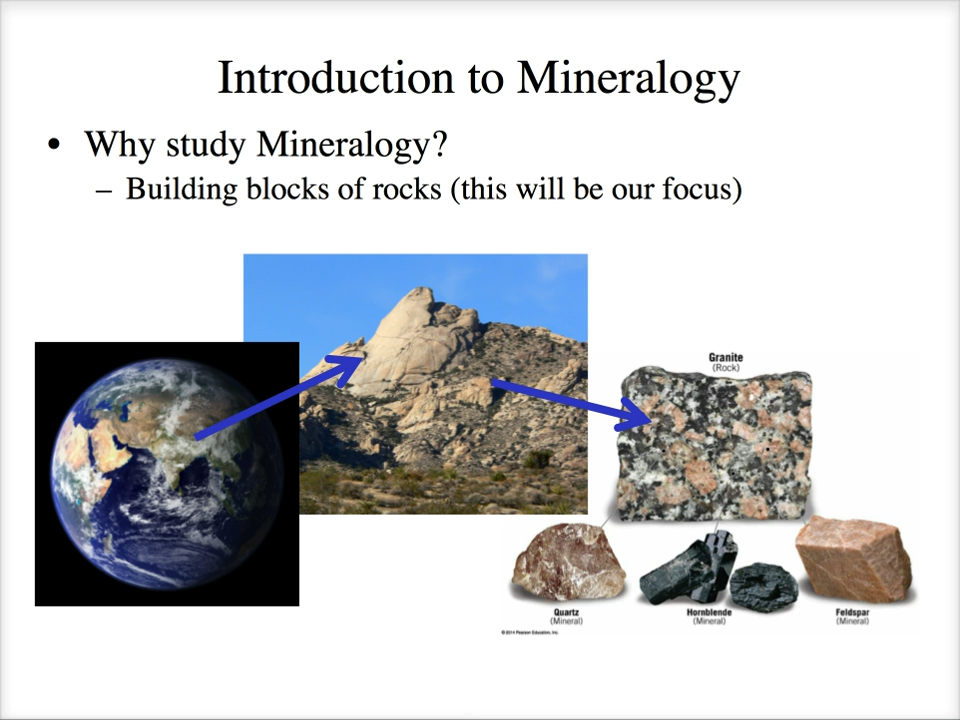 Introduction to Mineralogy
• Why study Mineralogy?
– Building blocks of rocks (this will be our focus)
Granite
(Rock)
Quartz
(Mineral)
Hornblende
(Mineral)
Feldspar
(Mineral)
© 2014 Pearson Education, Inc.